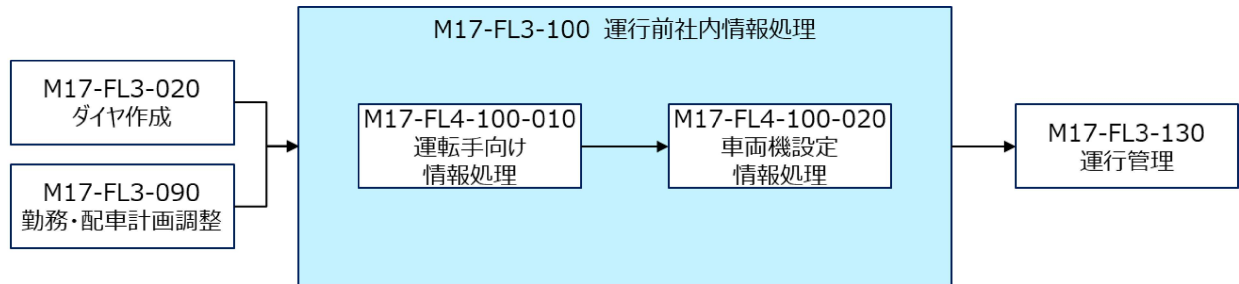 M17-FL3-100 運行前社内情報処理
M17-FL3-020
ダイヤ作成
M17-FL3-090
勤務・配車計画調整
M17-FL4-100-010
運転手向け
情報処理
M17-FL4-100-020
車両機設定
情報処理
M17-FL3-130
運行管理